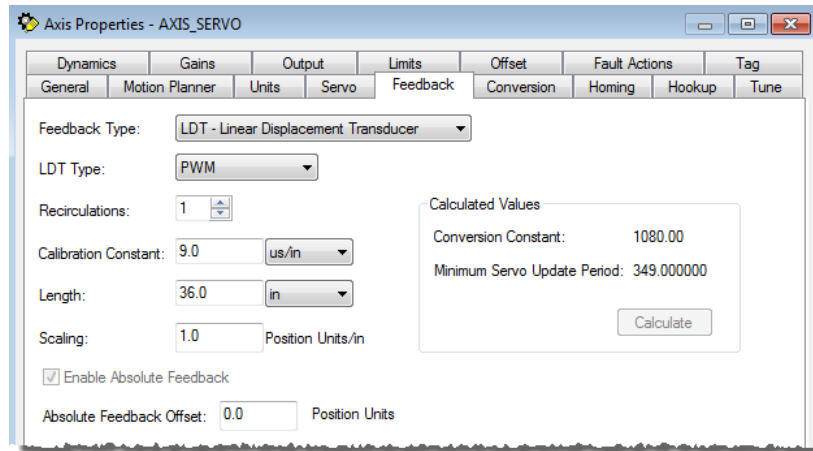 Axis Properties - AXIS_SERVO
Dynamics Gains Output Limits Offset Fault Actions Tag
General Motion Planner Units Servo Feedback Conversion Homing Hookup Tune
Feedback Type: LDT - Linear Displacement Transducer
LDT Type: PWM
Recirculations: 1
Calibration Constant: 9.0 us/in
Length: 36.0 in
Scaling: 1.0 Position Units/in
Enable Absolute Feedback
Absolute Feedback Offset: 0.0 Position Units
Calculated Values
Conversion Constant: 1080.00
Minimum Servo Update Period: 349.000000
Calculate